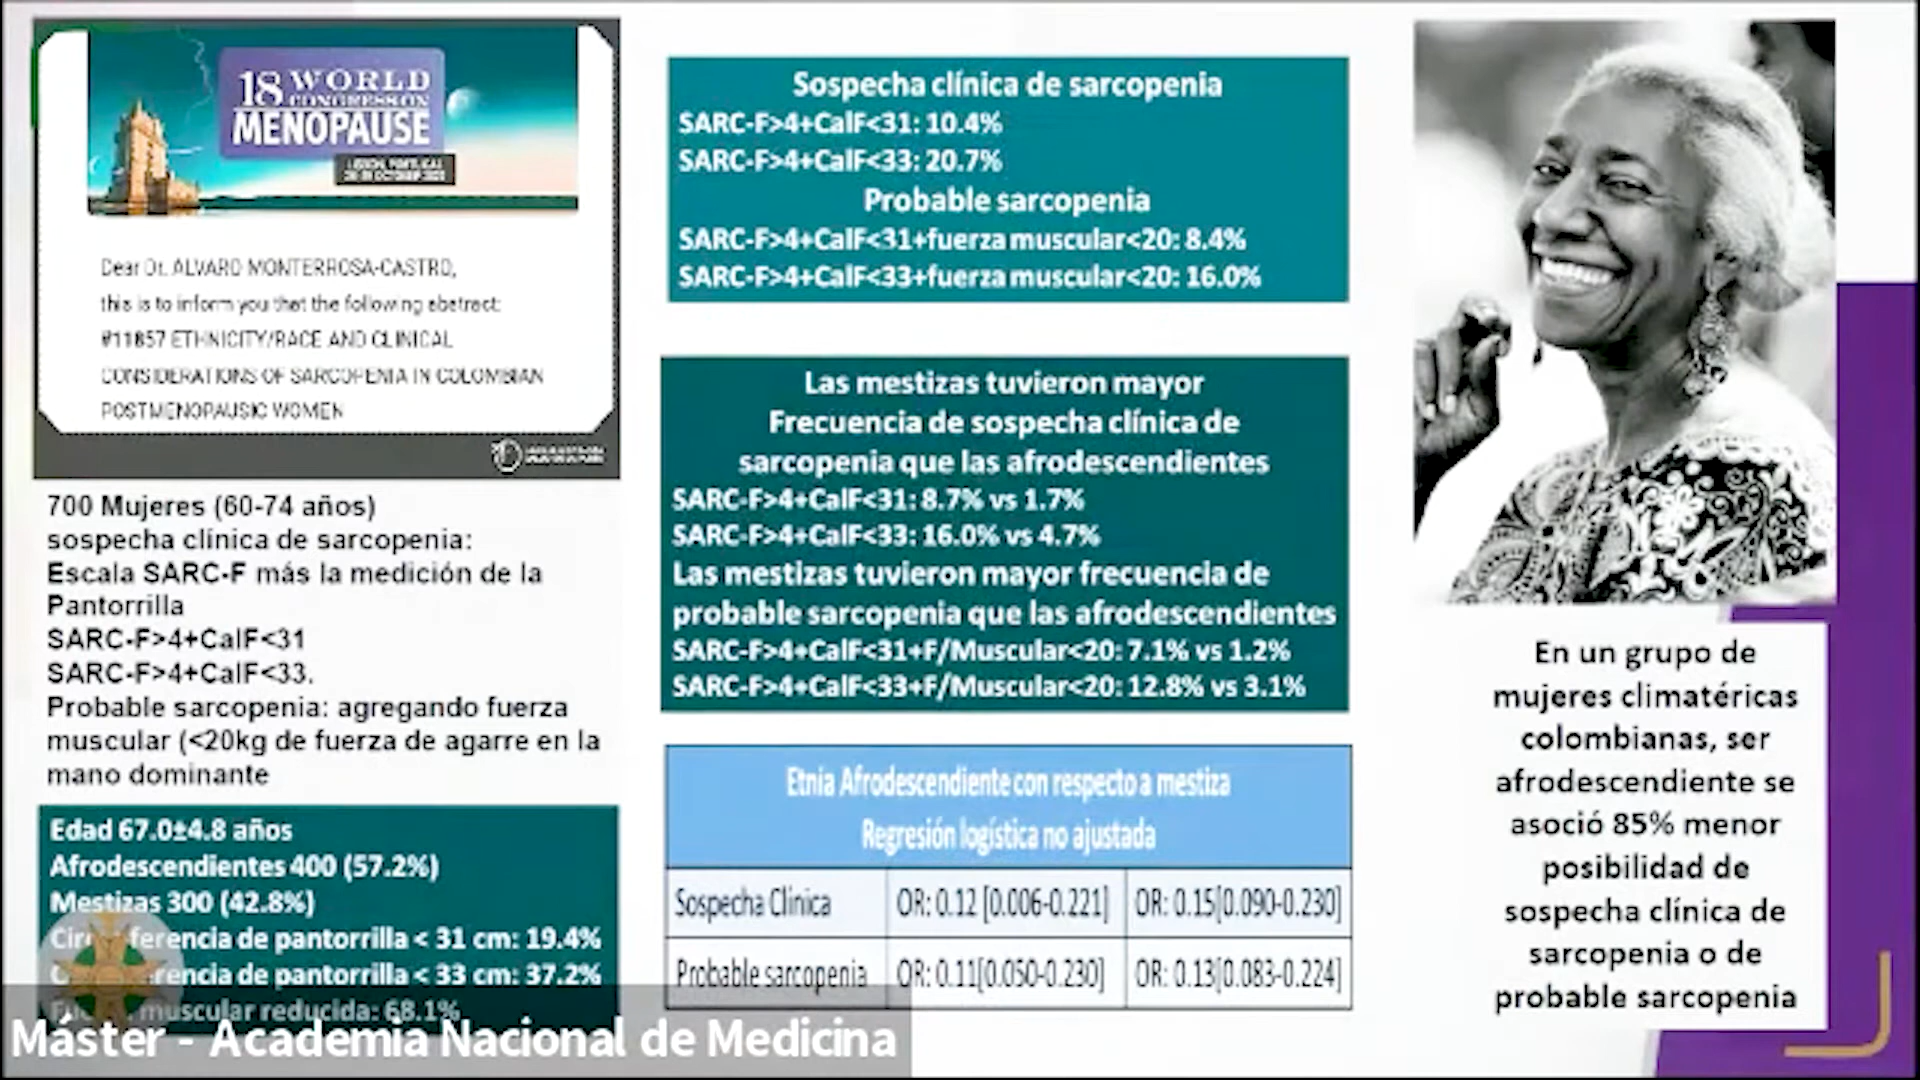 18 WORLD
CONGRESS ON
MENOPAUSE
LISBON, PORTUGAL
Dear Dr. ALVARO MONTERROSA-CASTRO,
this is to inform you that the following abstract:
#11857 ETHNICITY/RACE AND CLINICAL
CONSIDERATIONS OF SARCOPENIA IN COLOMBIAN
POSTMENOPAUSIC WOMEN
700 Mujeres (60-74 años)
sospecha clínica de sarcopenia:
Escala SARC-F más la medición de la
Pantorrilla
SARC-F>4+CalF<31
SARC-F>4+CalF<33.
Probable sarcopenia: agregando fuerza
muscular (<20kg de fuerza de agarre en la
mano dominante
Edad 67.0±4.8 años
Afrodescendientes 400 (57.2%)
Mestizas 300 (42.8%)
Circunferencia de pantorrilla < 31 cm: 19.4%
Circunferencia de pantorrilla < 33 cm: 37.2%
Fuerza muscular reducida: 68.1%
Sospecha clínica de sarcopenia
SARC-F>4+CalF<31: 10.4%
SARC-F>4+CalF<33: 20.7%
Probable sarcopenia
SARC-F>4+CalF<31+fuerza muscular<20: 8.4%
SARC-F>4+CalF<33+fuerza muscular<20: 16.0%
Las mestizas tuvieron mayor
Frecuencia de sospecha clínica de
sarcopenia que las afrodescendientes
SARC-F>4+CalF<31: 8.7% vs 1.7%
SARC-F>4+CalF<33: 16.0% vs 4.7%
Las mestizas tuvieron mayor frecuencia de
probable sarcopenia que las afrodescendientes
SARC-F>4+CalF<31+F/Muscular<20: 7.1% vs 1.2%
SARC-F>4+CalF<33+F/Muscular<20: 12.8% vs 3.1%
Etnia Afrodescendiente con respecto a mestiza
Regresión logística no ajustada
Sospecha Clínica OR: 0.12 [0.006-0.221] OR: 0.15[0.090-0.230]
Probable sarcopenia OR: 0.11[0.050-0.230] OR: 0.13[0.083-0.224]
En un grupo de
mujeres climatéricas
colombianas, ser
afrodescendiente se
asoció 85% menor
posibilidad de
sospecha clínica de
sarcopenia o de
probable sarcopenia
Máster - Academia Nacional de Medicina